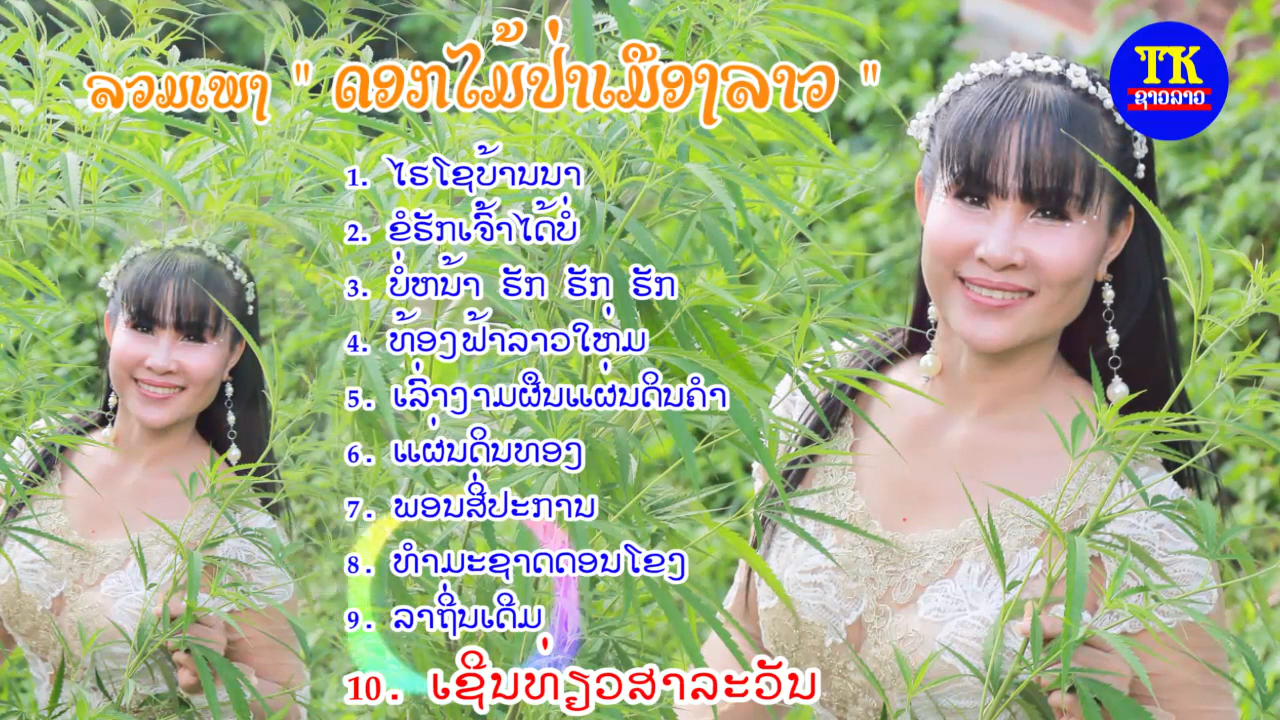 ລວມເພງ " ດອກໄມ້ປ່າເມືອງລາວ "
TK
ຊາວລາວ
1. ໄຮໂຊບ້ານນາ
2. ຂໍຮັກເຈົ້າໄດ້ບໍ່
3. ບໍ່ຫນ້າ ຮັກ ຮັກ ຮັກ
4. ທ້ອງຟ້າລາວໃຫ່ມ
5. ເລົ່າງາມຜືນແຜ່ນດິນຄຳ
6. ແຜ່ນດິນທອງ
7. ພອນສີ່ປະການ
8. ທຳມະຊາດດອນໂຂງ
9. ລາຖິ່ນເດີມ
10. ເຊີນທ່ຽວສາລະວັນ